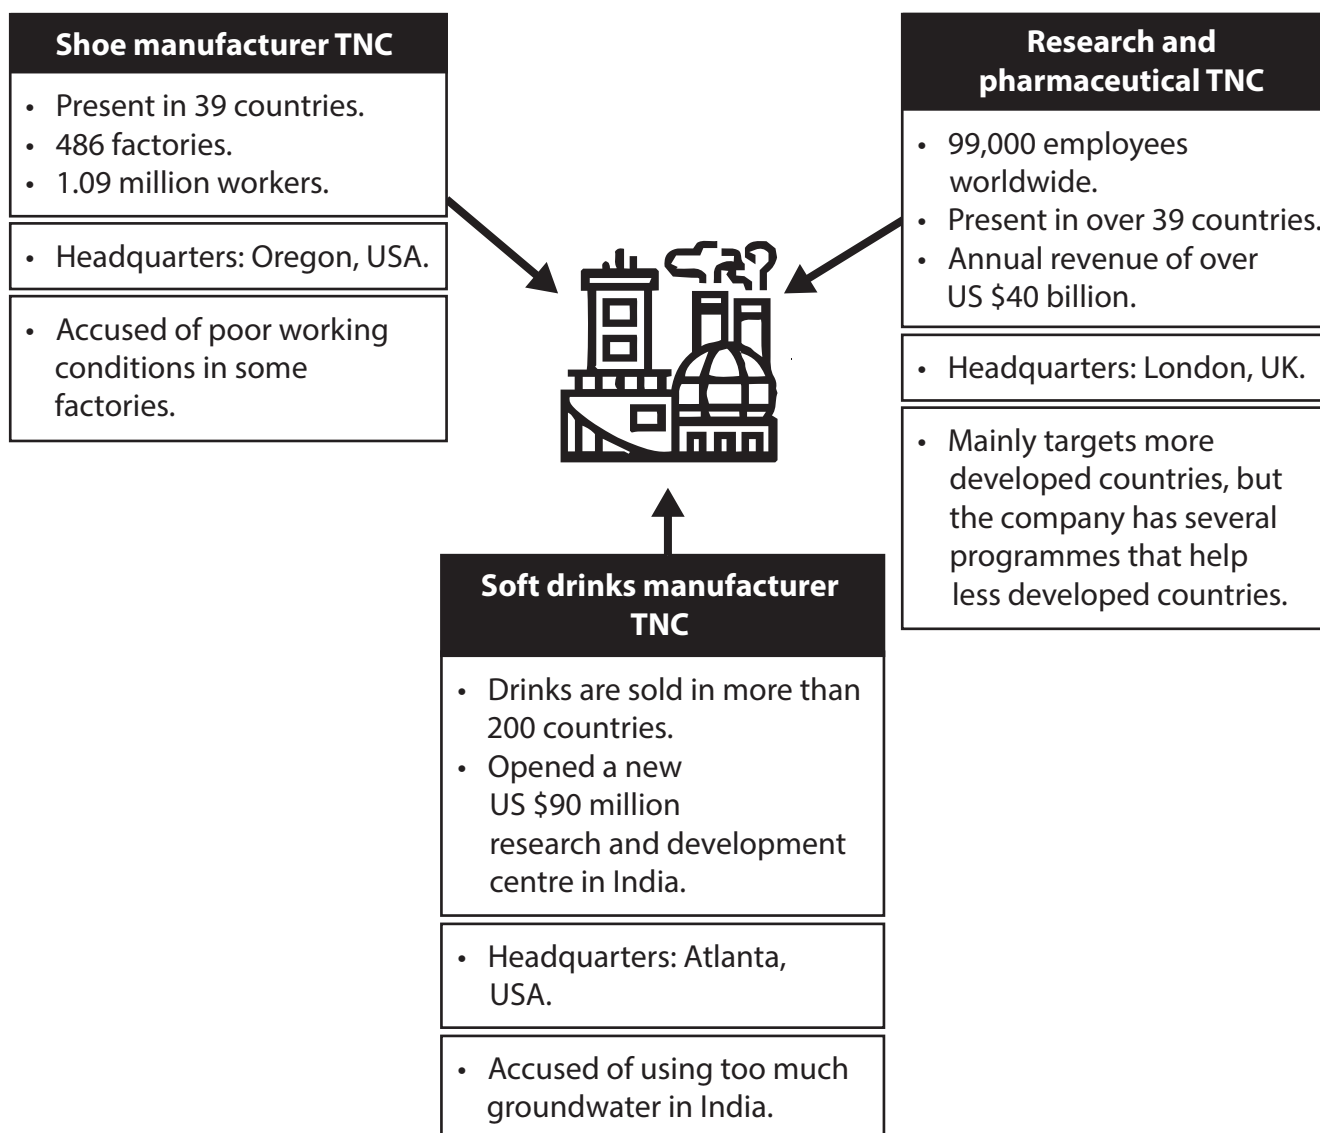 Shoe manufacturer TNC
• Present in 39 countries.
• 486 factories.
• 1.09 million workers.
• Headquarters: Oregon, USA.
• Accused of poor working
conditions in some
factories.
Research and
pharmaceutical TNC
• 99,000 employees
worldwide.
• Present in over 39 countries.
• Annual revenue of over
US $40 billion.
• Headquarters: London, UK.
• Mainly targets more
developed countries, but
the company has several
programmes that help
less developed countries.
Soft drinks manufacturer
TNC
• Drinks are sold in more than
200 countries.
• Opened a new
US $90 million
research and development
centre in India.
• Headquarters: Atlanta,
USA.
• Accused of using too much
groundwater in India.